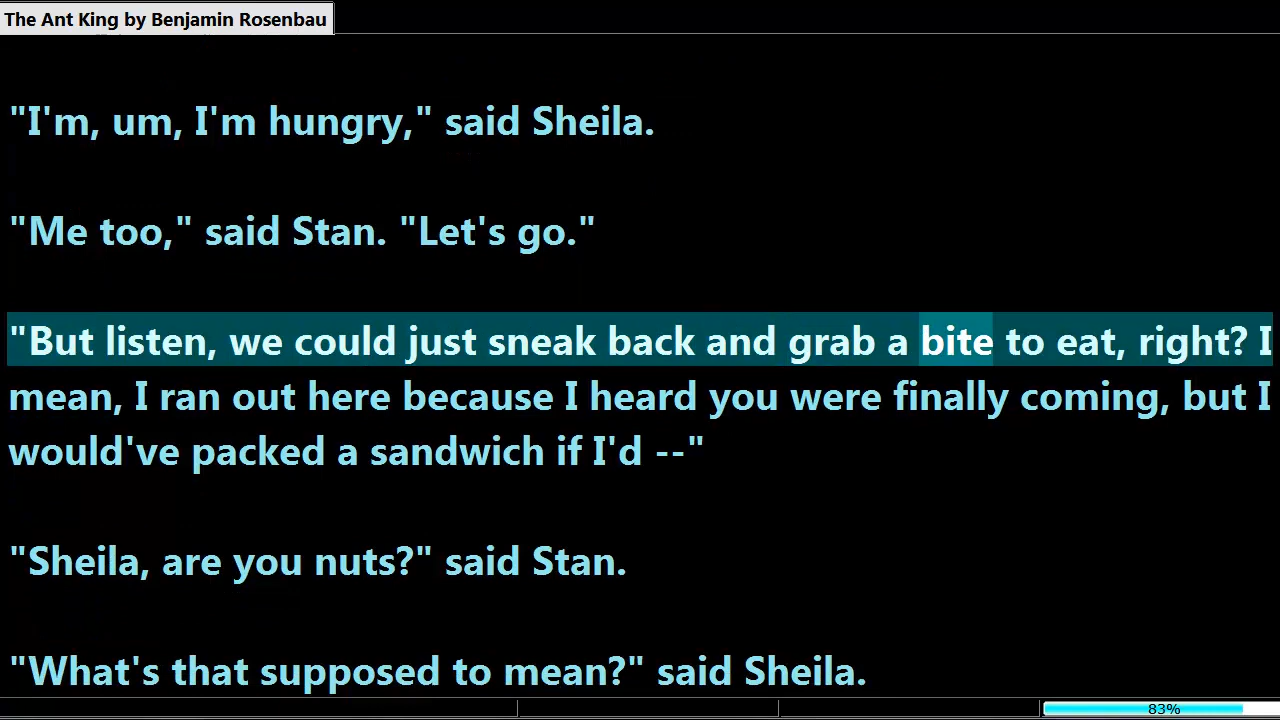 The Ant King by Benjamin Rosenbau
"I'm, um, I'm hungry," said Sheila.
"Me too," said Stan. "Let's go."
"But listen, we could just sneak back and grab a bite to eat, right? I
mean, I ran out here because I heard you were finally coming, but I
would've packed a sandwich if I'd --"
"Sheila, are you nuts?" said Stan.
"What's that supposed to mean?" said Sheila.
83%